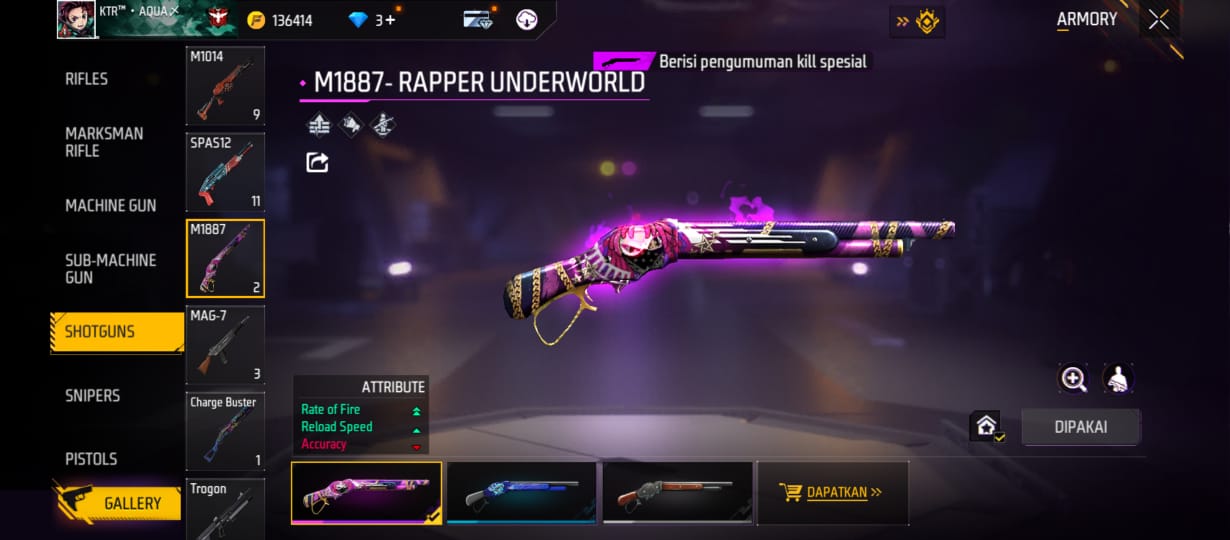 KTR™ • AQUA.×
136414
3+
ARMORY
Berisi pengumuman kill spesial
M1887- RAPPER UNDERWORLD
RIFLES
MARKSMAN
RIFLE
MACHINE GUN
SUB-MACHINE
GUN
SHOTGUNS
SNIPERS
PISTOLS
GALLERY
M1014
9
SPAS12
11
M1887
2
MAG-7
3
Charge Buster
1
Trogon
ATTRIBUTE
Rate of Fire
Reload Speed
Accuracy
DIPAKAI
DAPATKAN >>